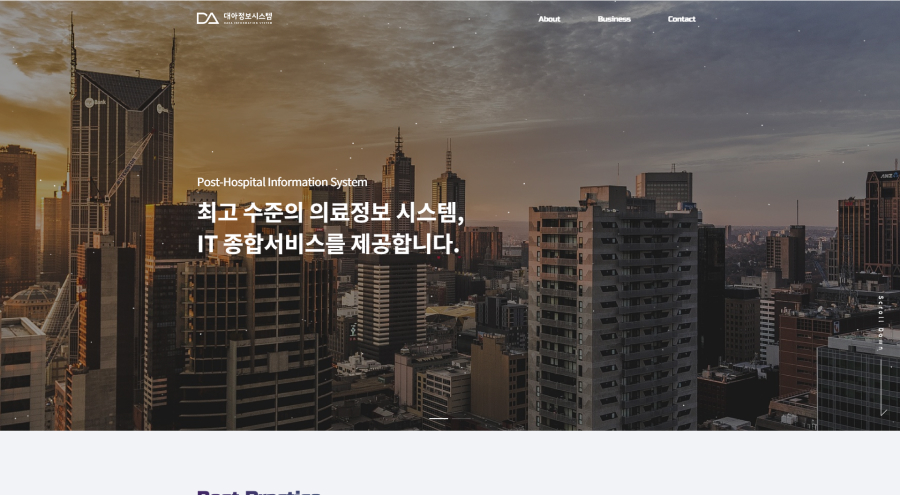 DA 대아정보시스템
DAEA INFORMATION SYSTEM
About
Business
Contact
Post-Hospital Information System
최고 수준의 의료정보 시스템,
IT 종합서비스를 제공합니다.
Scroll Down